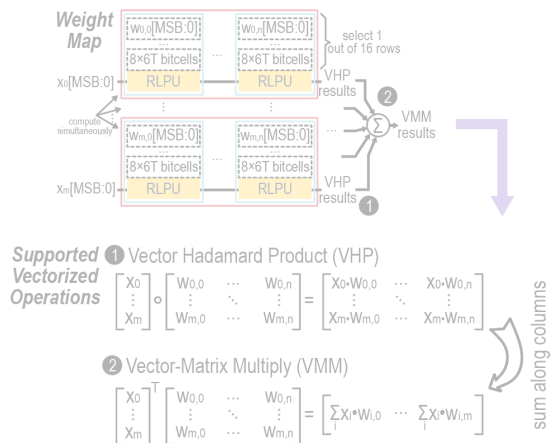 Weight Map
w0,0[MSB:0] ... w0,n[MSB:0]
select 1 out of 16 rows
8×6T bitcells ... 8×6T bitcells
x0[MSB:0] RLPU RLPU VHP results
compute simultaneously
wm,0[MSB:0] ... wm,n[MSB:0]
8×6T bitcells ... 8×6T bitcells
xm[MSB:0] RLPU RLPU VHP results
2
Σ VMM results
1
Supported Vectorized Operations
1 Vector Hadamard Product (VHP)
[x0 ⋮ xm] ∘ [w0,0 ⋯ w0,n ⋮ ⋱ ⋮ wm,0 ⋯ wm,n] = [x0•w0,0 ⋯ x0•w0,n ⋮ ⋱ ⋮ xm•wm,0 ⋯ xm•wm,n]
sum along columns
2 Vector-Matrix Multiply (VMM)
[x0 ⋮ xm]T [w0,0 ⋯ w0,n ⋮ ⋱ ⋮ wm,0 ⋯ wm,n] = [Σi xi•wi,0 ⋯ Σi xi•wi,m]